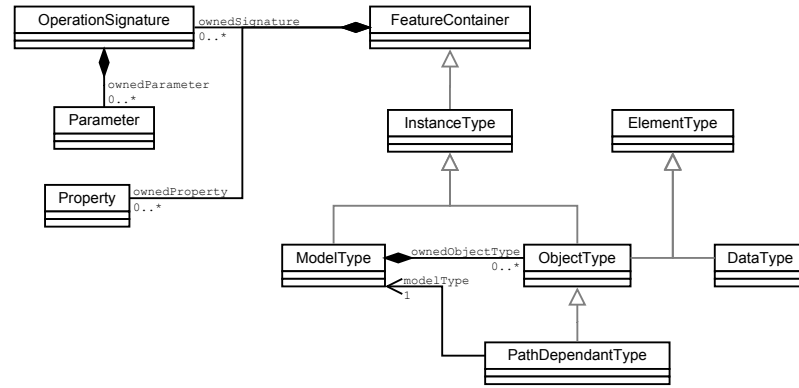 OperationSignature
ownedSignature
0..*
FeatureContainer
ownedParameter
0..*
Parameter
InstanceType
ElementType
Property
ownedProperty
0..*
ModelType
ownedObjectType
0..*
ObjectType
DataType
modelType
1
PathDependantType